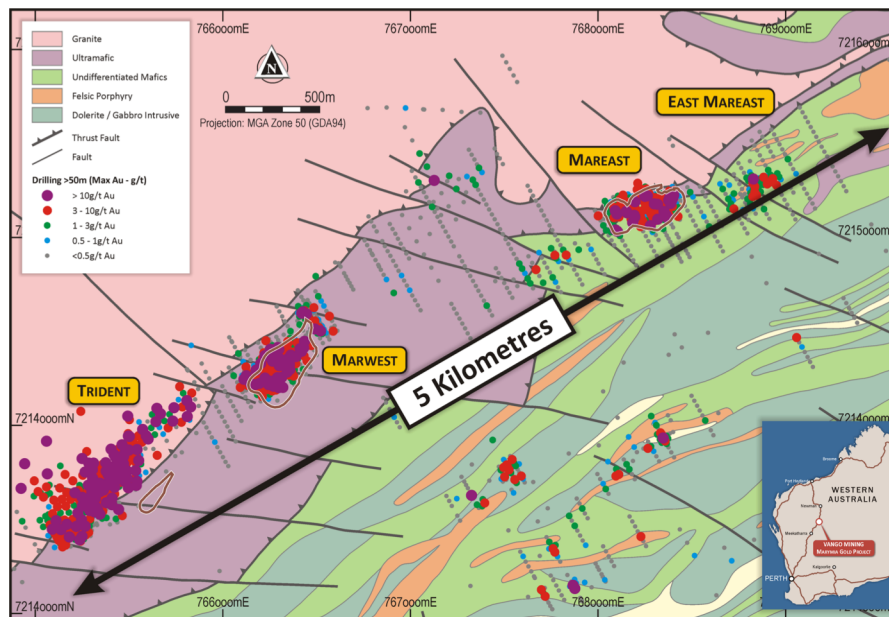 766000mE
767000mE
768000mE
769000mE
Granite
Ultramafic
Undifferentiated Mafics
Felsic Porphyry
Dolerite / Gabbro Intrusive
Thrust Fault
Fault
Drilling >50m (Max Au - g/t)
> 10g/t Au
3 - 10g/t Au
1 - 3g/t Au
0.5 - 1g/t Au
<0.5g/t Au
N
0
500m
Projection: MGA Zone 50 (GDA94)
7216000mN
EAST MAREAST
MAREAST
7215000mN
5 Kilometres
MARWEST
TRIDENT
7214000mN
7214000mN
WESTERN
AUSTRALIA
Broome
Port Hedland
Newman
Meekatharra
VANGO MINING
MARYMIA GOLD PROJECT
Kalgoorlie
PERTH
7213000mN
766000mE
767000mE
768000mE